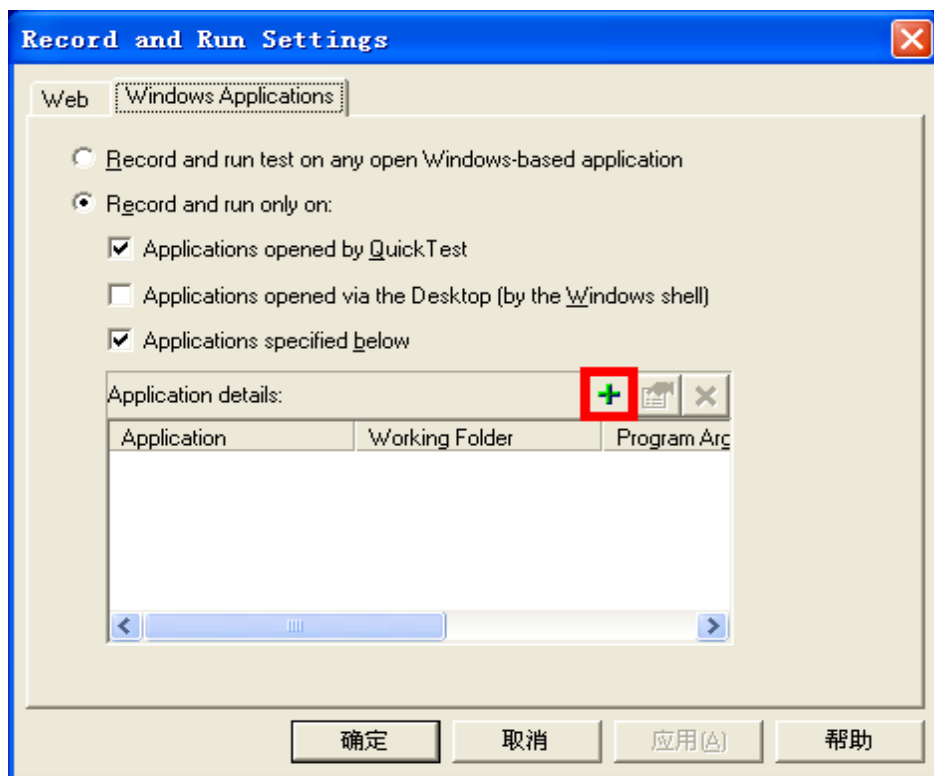 Record and Run Settings
Web Windows Applications
Record and run test on any open Windows-based application
Record and run only on:
Applications opened by QuickTest
Applications opened via the Desktop (by the Windows shell)
Applications specified below
Application details:
Application Working Folder Program Arg
确定 取消 应用(A) 帮助